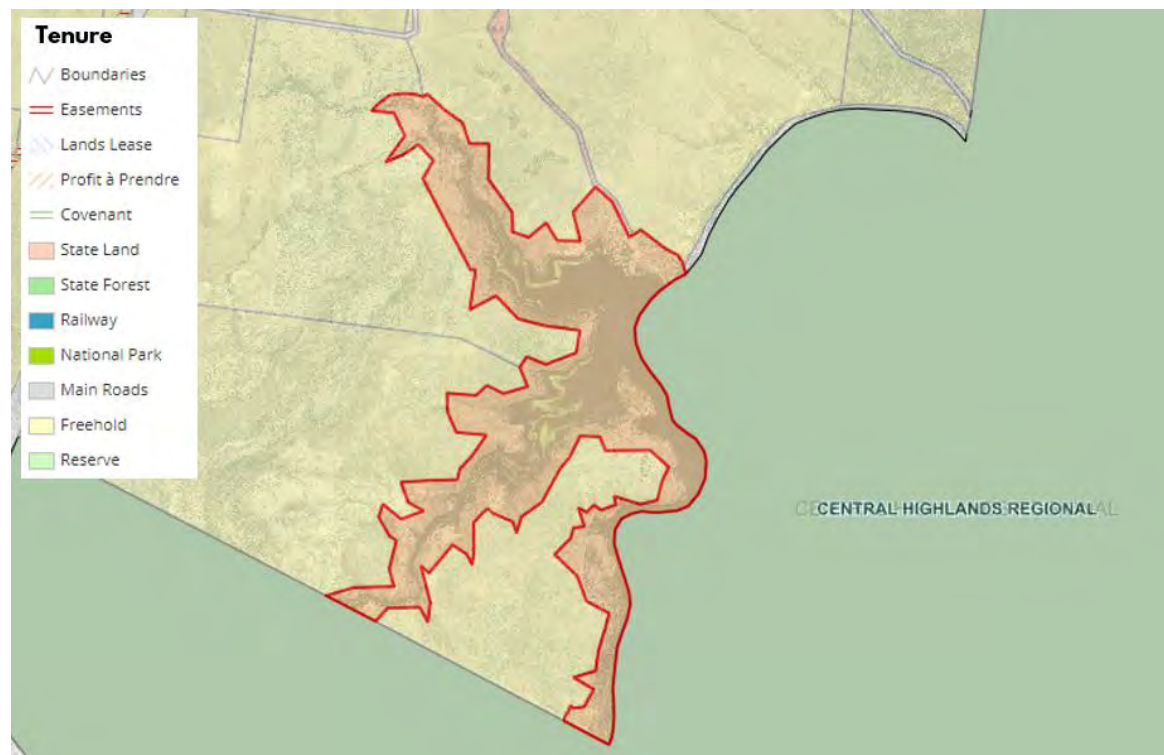 Tenure
Boundaries
Easements
Lands Lease
Profit à Prendre
Covenant
State Land
State Forest
Railway
National Park
Main Roads
Freehold
Reserve
CENTRAL HIGHLANDS REGIONAL